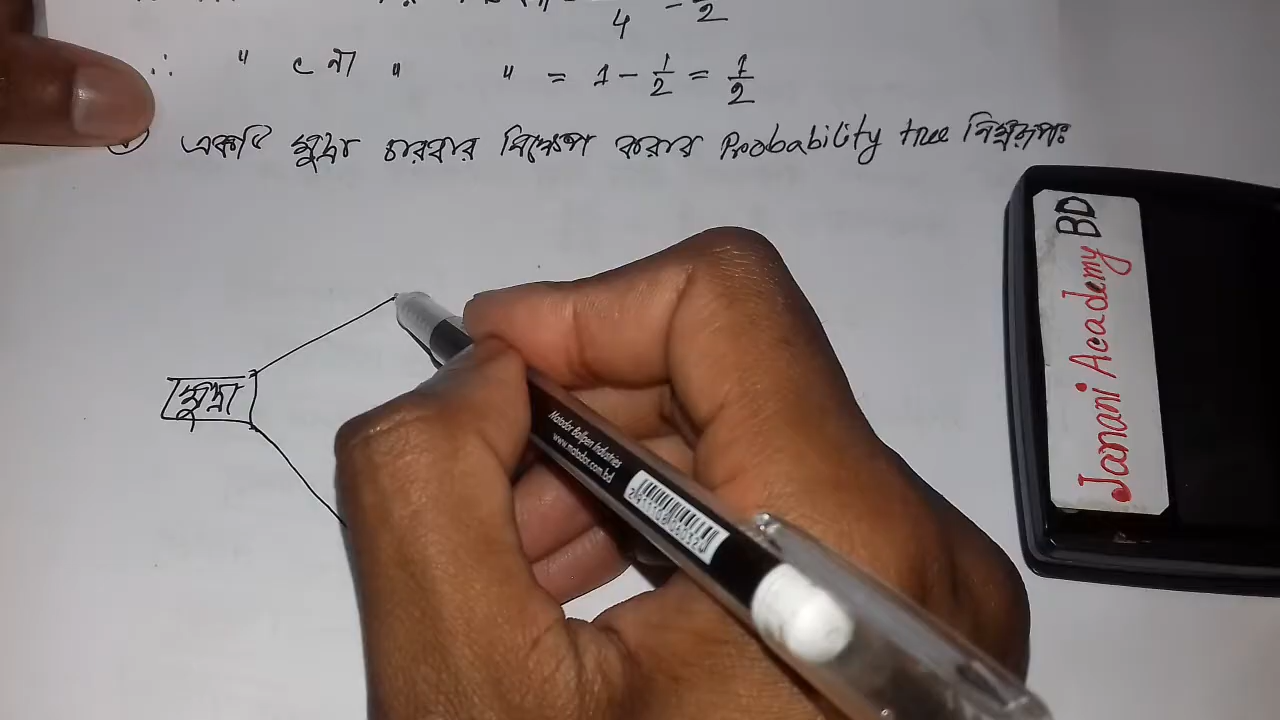 4 - 2
∴ " নী " " = 1 - 1/2 = 1/2
একটি মুদ্রা চারবার নিক্ষেপ করার Probability tree নিম্নরূপঃ
মুদ্রা
Matador Ballpen Industries
www.matador.com.bd
Janani Academy BD